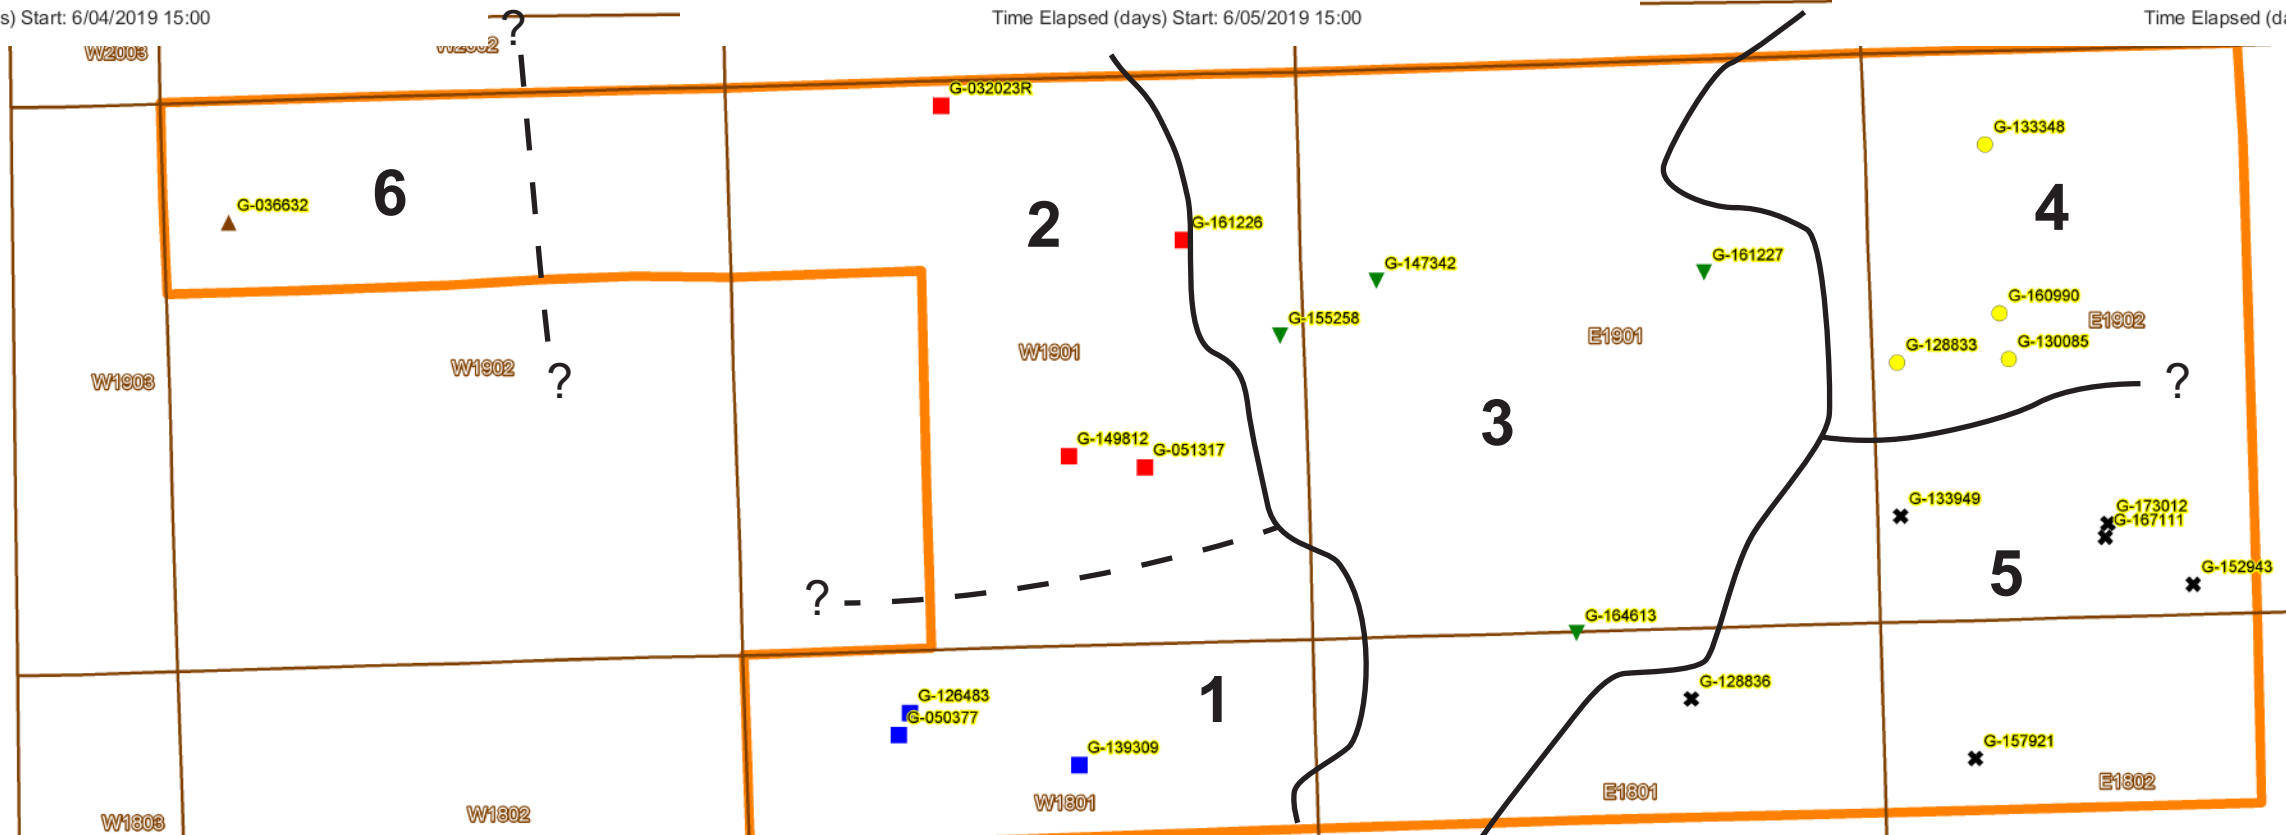 s) Start: 6/04/2019 15:00
Time Elapsed (days) Start: 6/05/2019 15:00
Time Elapsed (da
?
W2003
W2002
G-032023R
G-133348
6
G-036632
2
4
G-161226
G-147342
G-161227
G-160990
G-155258
E1902
E1901
G-128833
G-130085
W1901
W1902
W1903
?
?
3
G-149812
G-051317
G-133949
G-173012
G-167111
5
G-152943
?
G-164613
G-128836
1
G-126483
G-050377
G-139309
G-157921
E1802
E1801
W1801
W1802
W1803